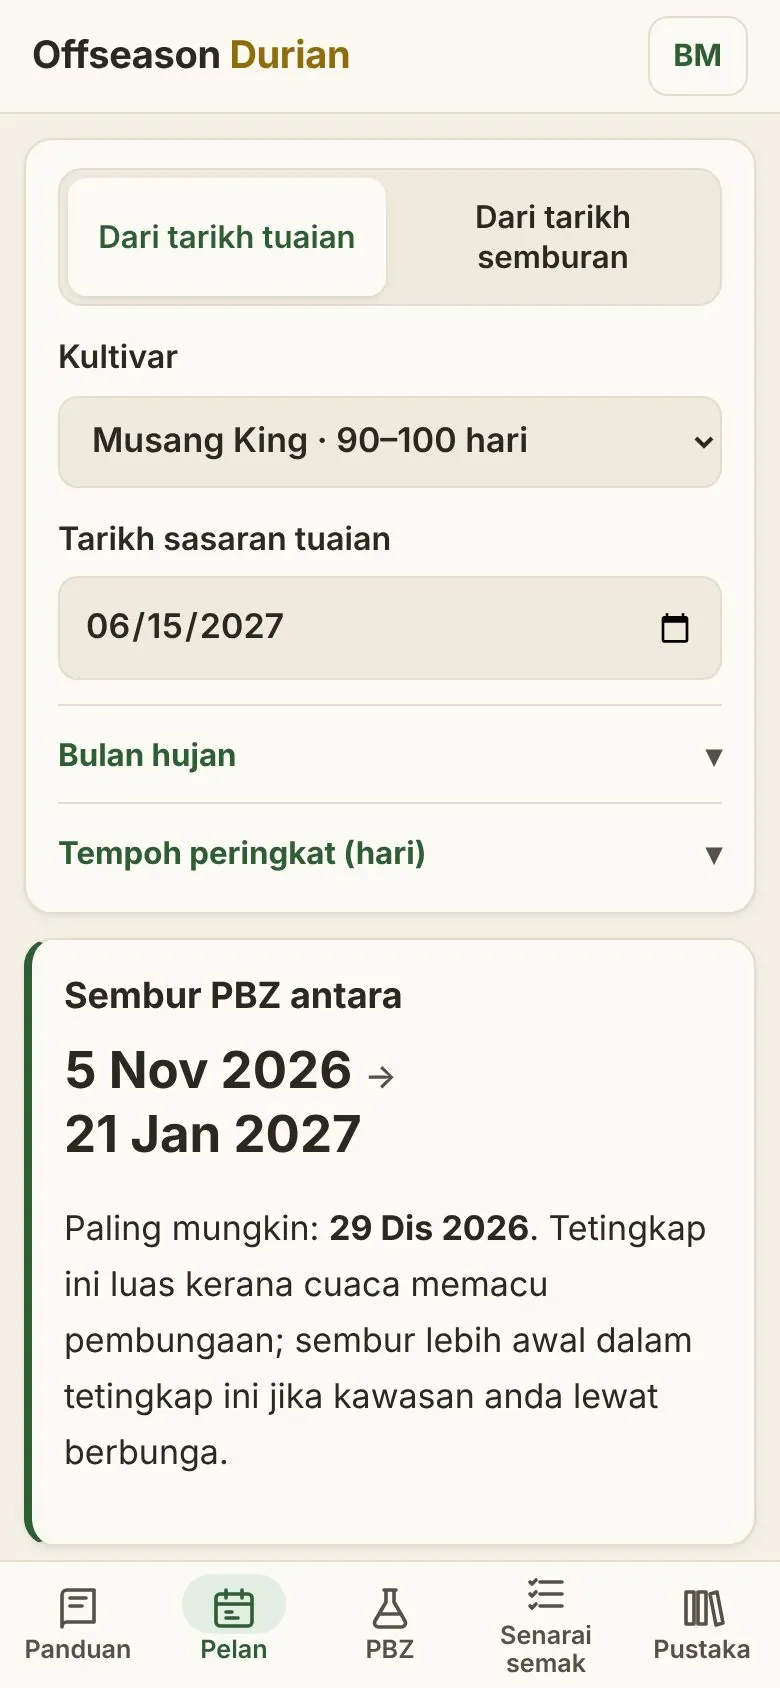 Offseason Durian
BM
Dari tarikh tuaian
Dari tarikh
semburan
Kultivar
Musang King · 90–100 hari
Tarikh sasaran tuaian
06/15/2027
Bulan hujan
Tempoh peringkat (hari)
Sembur PBZ antara
5 Nov 2026 →
21 Jan 2027
Paling mungkin: 29 Dis 2026. Tetingkap
ini luas kerana cuaca memacu
pembungaan; sembur lebih awal dalam
tetingkap ini jika kawasan anda lewat
berbunga.
Panduan
Pelan
PBZ
Senarai
semak
Pustaka